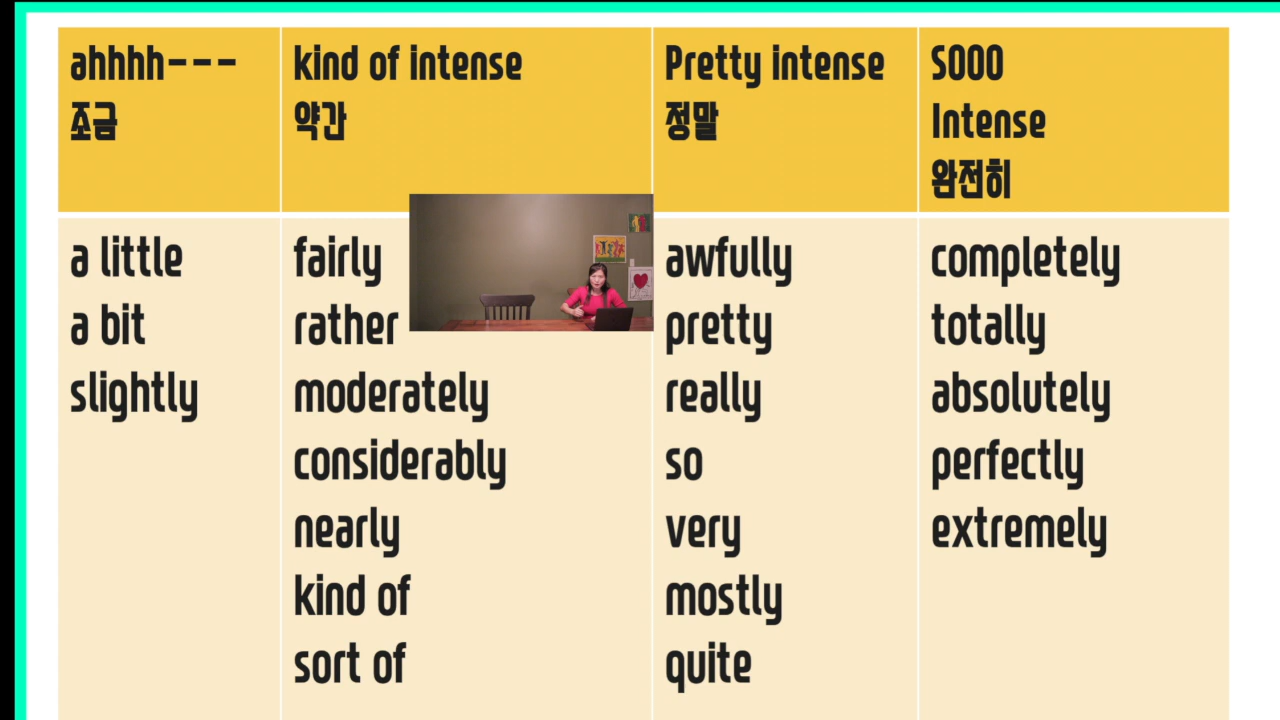 ahhhh---
조금
kind of intense
약간
Pretty intense
정말
SOOO
Intense
완전히
a little
a bit
slightly
fairly
rather
moderately
considerably
nearly
kind of
sort of
awfully
pretty
really
so
very
mostly
quite
completely
totally
absolutely
perfectly
extremely